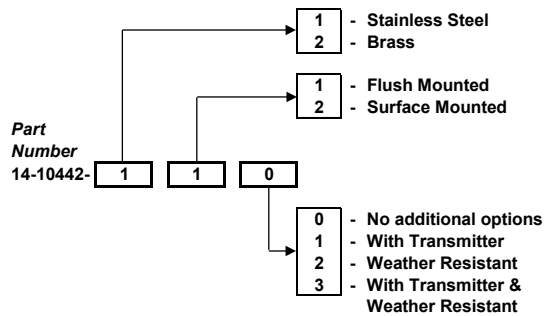 1 - Stainless Steel
2 - Brass
1 - Flush Mounted
2 - Surface Mounted
Part
Number
14-10442- 1 1 0
0 - No additional options
1 - With Transmitter
2 - Weather Resistant
3 - With Transmitter &
Weather Resistant